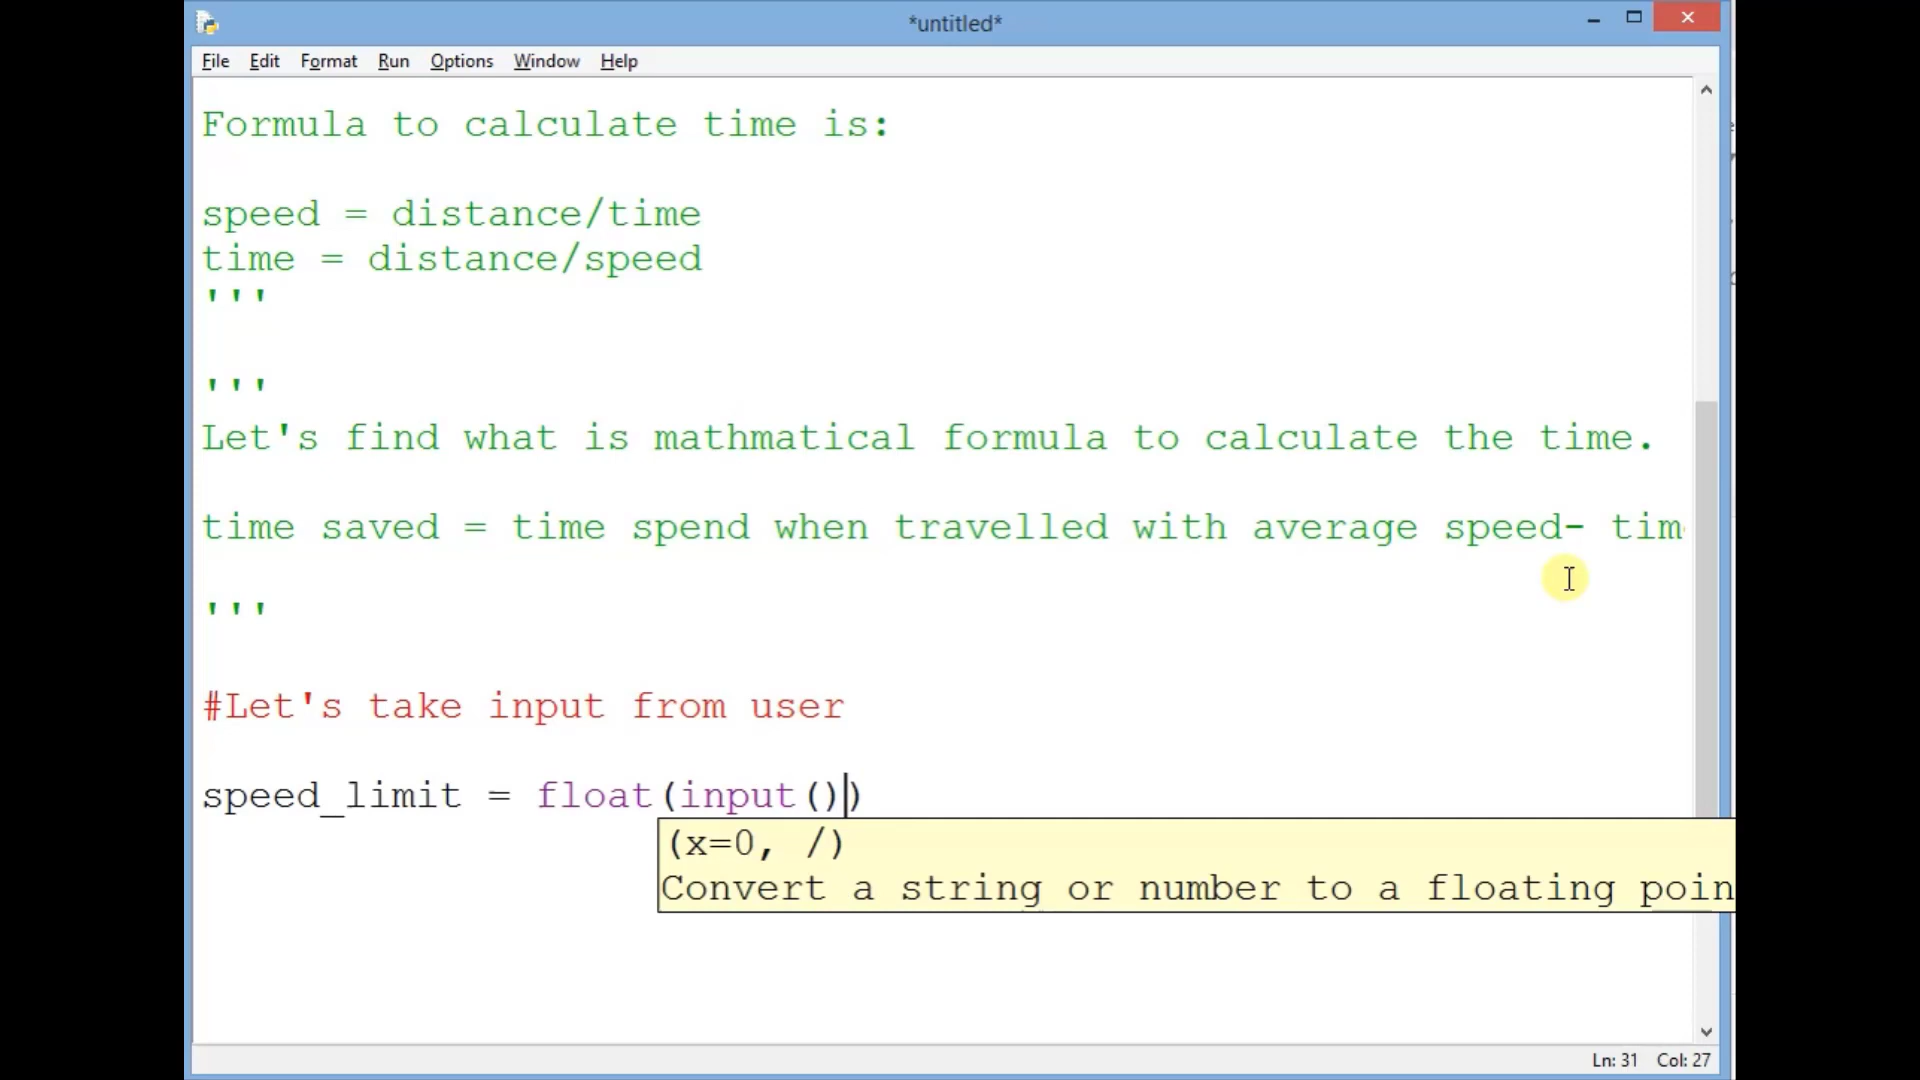 *untitled*
File Edit Format Run Options Window Help
Formula to calculate time is:
speed = distance/time
time = distance/speed
'''
'''
Let's find what is mathmatical formula to calculate the time.
time saved = time spend when travelled with average speed-
'''
#Let's take input from user
speed_limit = float(input())
(x=0, /)
Convert a string or number to a floating poin
Ln: 31 Col: 27